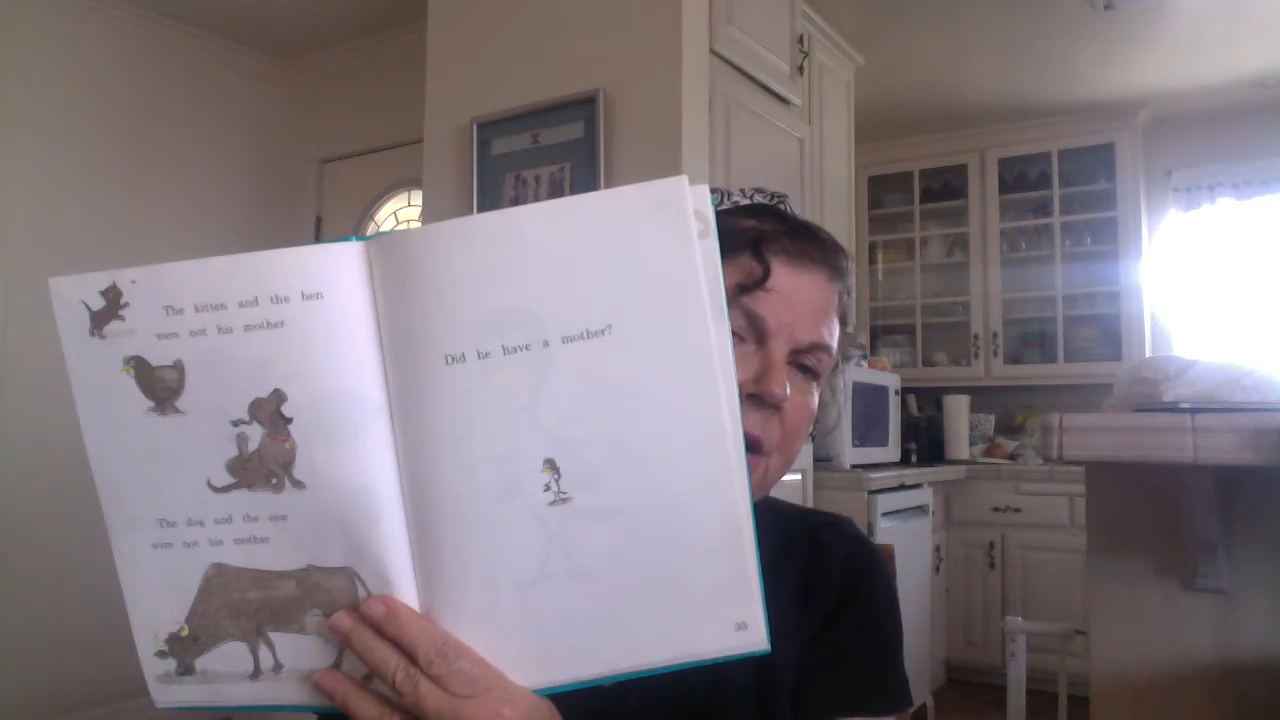 The kitten and the hen
were not his mother.
The dog and the cow
were not his mother.
Did he have a mother?
35